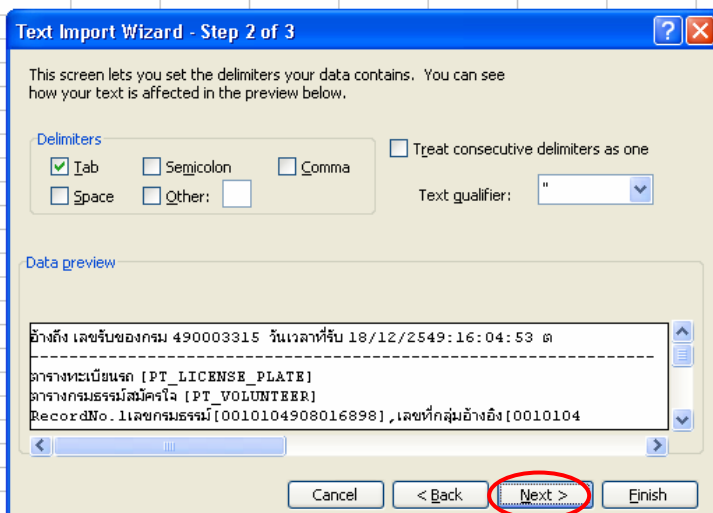 Text Import Wizard - Step 2 of 3
This screen lets you set the delimiters your data contains. You can see
how your text is affected in the preview below.
Delimiters
Tab Semicolon Comma
Space Other:
Treat consecutive delimiters as one
Text qualifier: "
Data preview
อ้างถึง เลขรับของกรม 490003315 วันเวลาที่รับ 18/12/2549:16:04:53 ต
--------------------------------------------------------------
ตารางทะเบียนรถ [PT_LICENSE_PLATE]
ตารางกรมธรรม์สมัครใจ [PT_VOLUNTEER]
RecordNo.1เลขกรมธรรม์[0010104908016898],เลขที่กลุ่มอ้างอิง[0010104
Cancel < Back Next > Finish